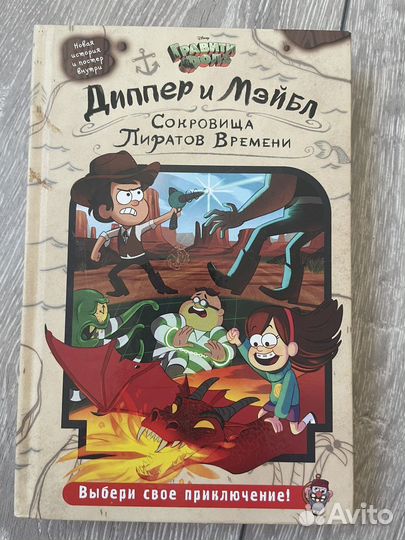 Новая
история
и постер
внутри
Disney
ГРАВИТИ
ФОЛЗ
Диппер и Мэйбл
Сокровища
Пиратов Времени
Выбери свое приключение!
Avito